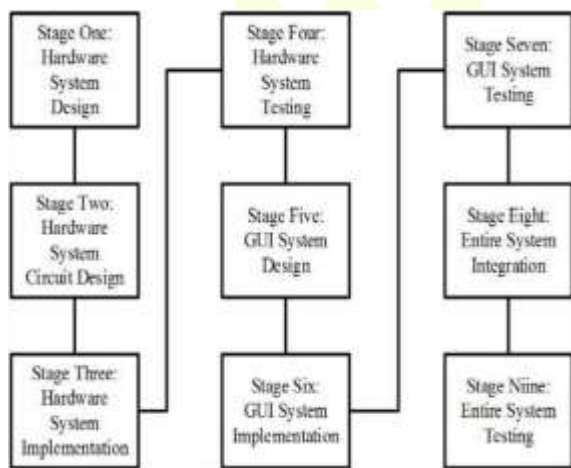 Stage One:
Hardware
System
Design
Stage Two:
Hardware
System
Circuit Design
Stage Three:
Hardware
System
Implementation
Stage Four:
Hardware
System
Testing
Stage Five:
GUI System
Design
Stage Six:
GUI System
Implementation
Stage Seven:
GUI System
Testing
Stage Eight:
Entire System
Integration
Stage Niine:
Entire System
Testing